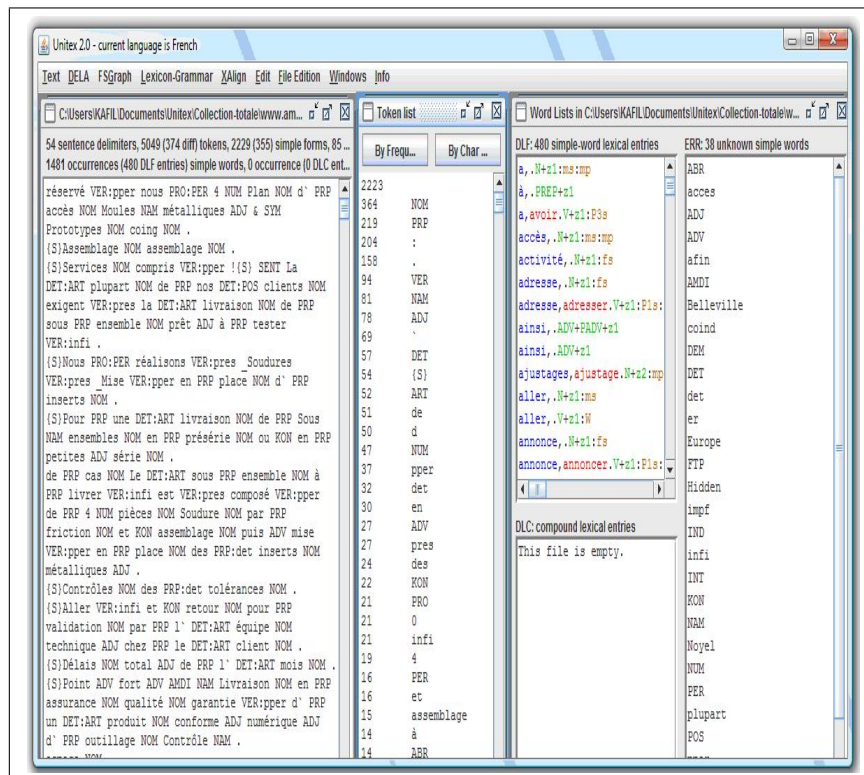 Unitex 2.0 - current language is French
Text DELA FSGraph Lexicon-Grammar XAlign Edit File Edition Windows Info
C:\Users\KAFIL\Documents\Unitex\Collection-totale\www.am...
54 sentence delimiters, 5049 (374 diff) tokens, 2229 (355) simple forms, 85 ...
1481 occurrences (480 DLF entries) simple words, 0 occurrence (0 DLC ent...
réservé VER:pper nous PRO:PER 4 NUM Plan NOM d` PRP
accès NOM Moules NAM métalliques ADJ & SYM
Prototypes NOM coing NOM .
{S}Assemblage NOM assemblage NOM .
{S}Services NOM compris VER:pper !{S} SENT La
DET:ART plupart NOM de PRP nos DET:POS clients NOM
exigent VER:pres la DET:ART livraison NOM de PRP
sous PRP ensemble NOM prêt ADJ à PRP tester
VER:infi .
{S}Nous PRO:PER réalisons VER:pres _Soudures
VER:pres _Mise VER:pper en PRP place NOM d` PRP
inserts NOM .
{S}Pour PRP une DET:ART livraison NOM de PRP Sous
NAM ensembles NOM en PRP présérie NOM ou KON en PRP
petites ADJ série NOM .
de PRP cas NOM Le DET:ART sous PRP ensemble NOM à
PRP livrer VER:infi est VER:pres composé VER:pper
de PRP 4 NUM pièces NOM Soudure NOM par PRP
friction NOM et KON assemblage NOM puis ADV mise
VER:pper en PRP place NOM des PRP:det inserts NOM
métalliques ADJ .
{S}Contrôles NOM des PRP:det tolérances NOM .
{S}Aller VER:infi et KON retour NOM pour PRP
validation NOM par PRP l` DET:ART équipe NOM
technique ADJ chez PRP le DET:ART client NOM .
{S}Délais NOM total ADJ de PRP l` DET:ART mois NOM .
{S}Point ADV fort ADV AMDI NAM Livraison NOM en PRP
assurance NOM qualité NOM garantie VER:pper d` PRP
un DET:ART produit NOM conforme ADJ numérique ADJ
d` PRP outillage NOM Contrôle NAM .
Token list
By Frequ... By Char ...
2223
364 NOM
219 PRP
204 :
158 .
94 VER
81 NAM
78 ADJ
69 `
57 DET
54 {S}
52 ART
51 de
50 d
47 NUM
37 pper
32 det
30 en
27 ADV
27 pres
24 des
22 KON
21 PRO
21 0
21 infi
19 4
16 PER
16 et
15 assemblage
14 à
14 ABR
Word Lists in C:\Users\KAFIL\Documents\Unitex\Collection-totale\w...
DLF: 480 simple-word lexical entries
a,.N+z1:ms:mp
à,.PREP+z1
a,avoir.V+z1:P3s
accès,.N+z1:ms:mp
activité,.N+z1:fs
adresse,.N+z1:fs
adresse,adresser.V+z1:P1s:
ainsi,.ADV+PADV+z1
ainsi,.ADV+z1
ajustages,ajustage.N+z2:mp
aller,.N+z1:ms
aller,.V+z1:W
annonce,.N+z1:fs
annonce,annoncer.V+z1:P1s:
DLC: compound lexical entries
This file is empty.
ERR: 38 unknown simple words
ABR
acces
ADJ
ADV
afin
AMDI
Belleville
coind
DEM
DET
det
er
Europe
FTP
Hidden
impf
IND
infi
INT
KON
NAM
Noyel
NUM
PER
plupart
POS